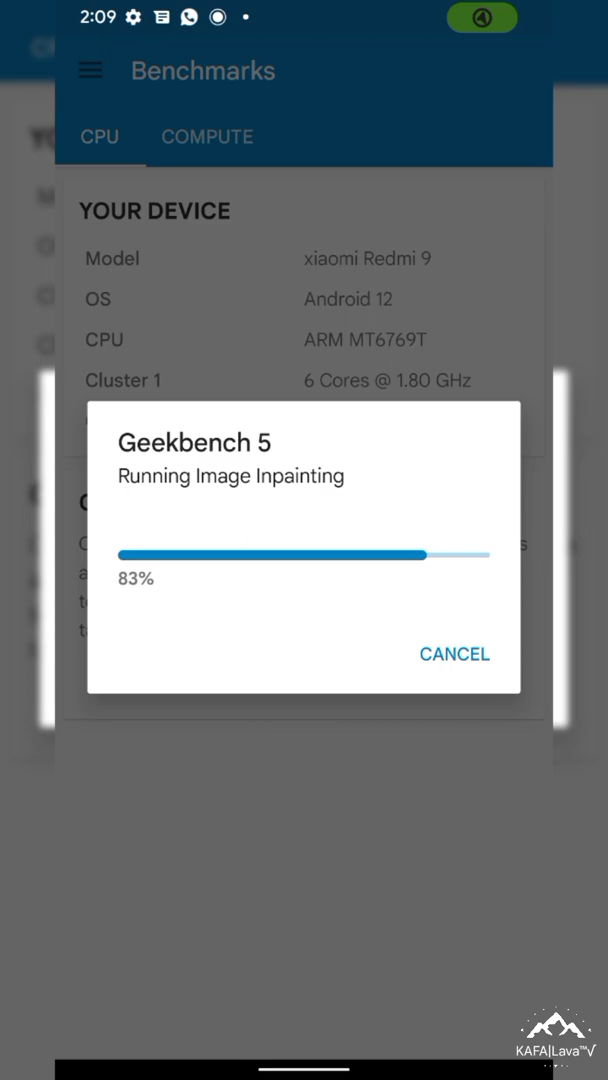 2:09
Benchmarks
CPU COMPUTE
YOUR DEVICE
Model xiaomi Redmi 9
OS Android 12
CPU ARM MT6769T
Cluster 1 6 Cores @ 1.80 GHz
Geekbench 5
Running Image Inpainting
83%
CANCEL
KAFA|Lava™√